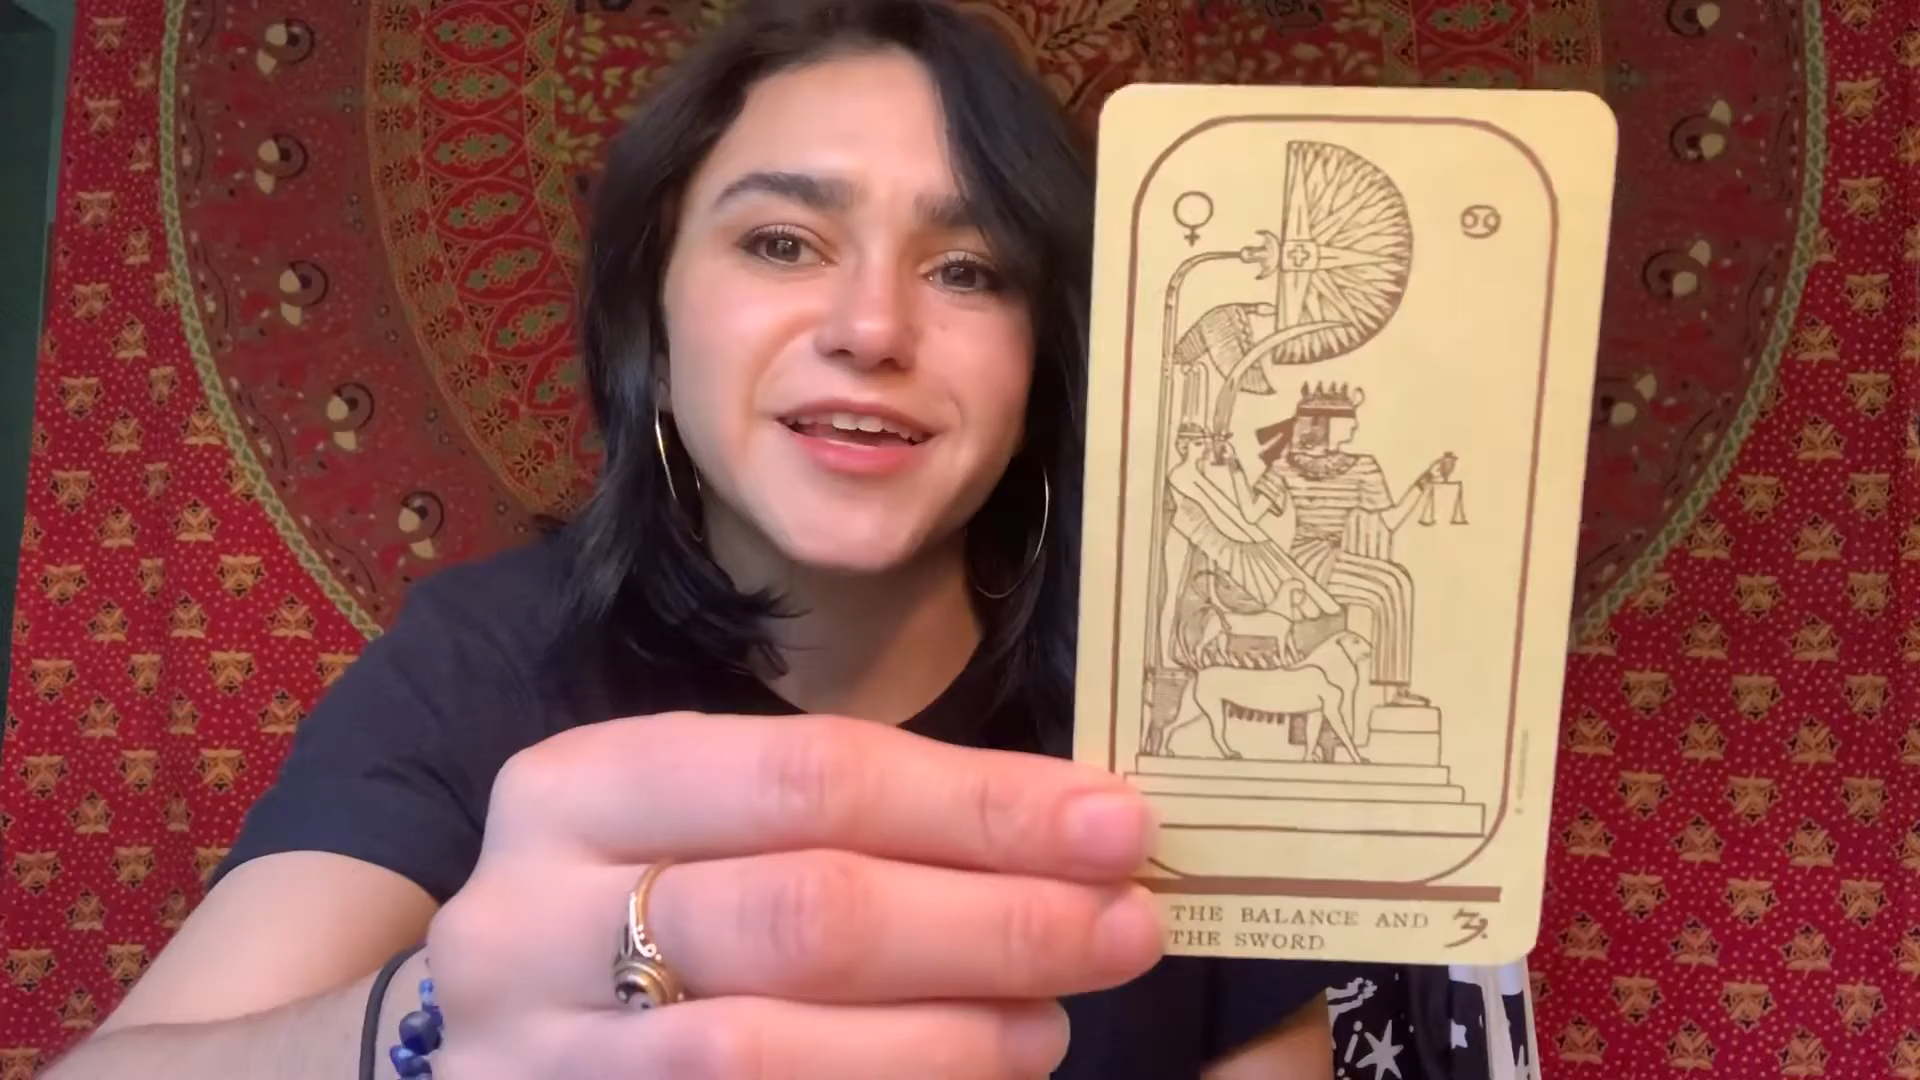 ♀ ♋
THE BALANCE AND
THE SWORD